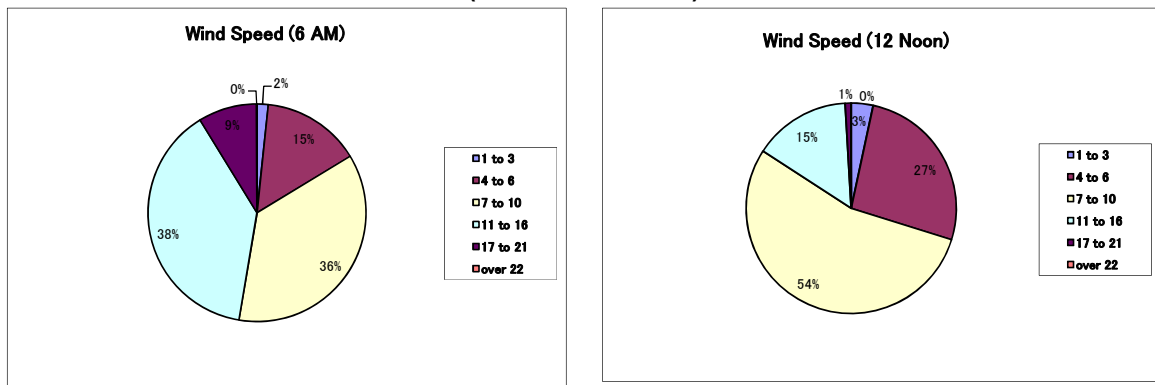 Wind Speed (6 AM)
0%
2%
9%
15%
38%
36%
1 to 3
4 to 6
7 to 10
11 to 16
17 to 21
over 22
Wind Speed (12 Noon)
1%
0%
3%
15%
27%
54%
1 to 3
4 to 6
7 to 10
11 to 16
17 to 21
over 22